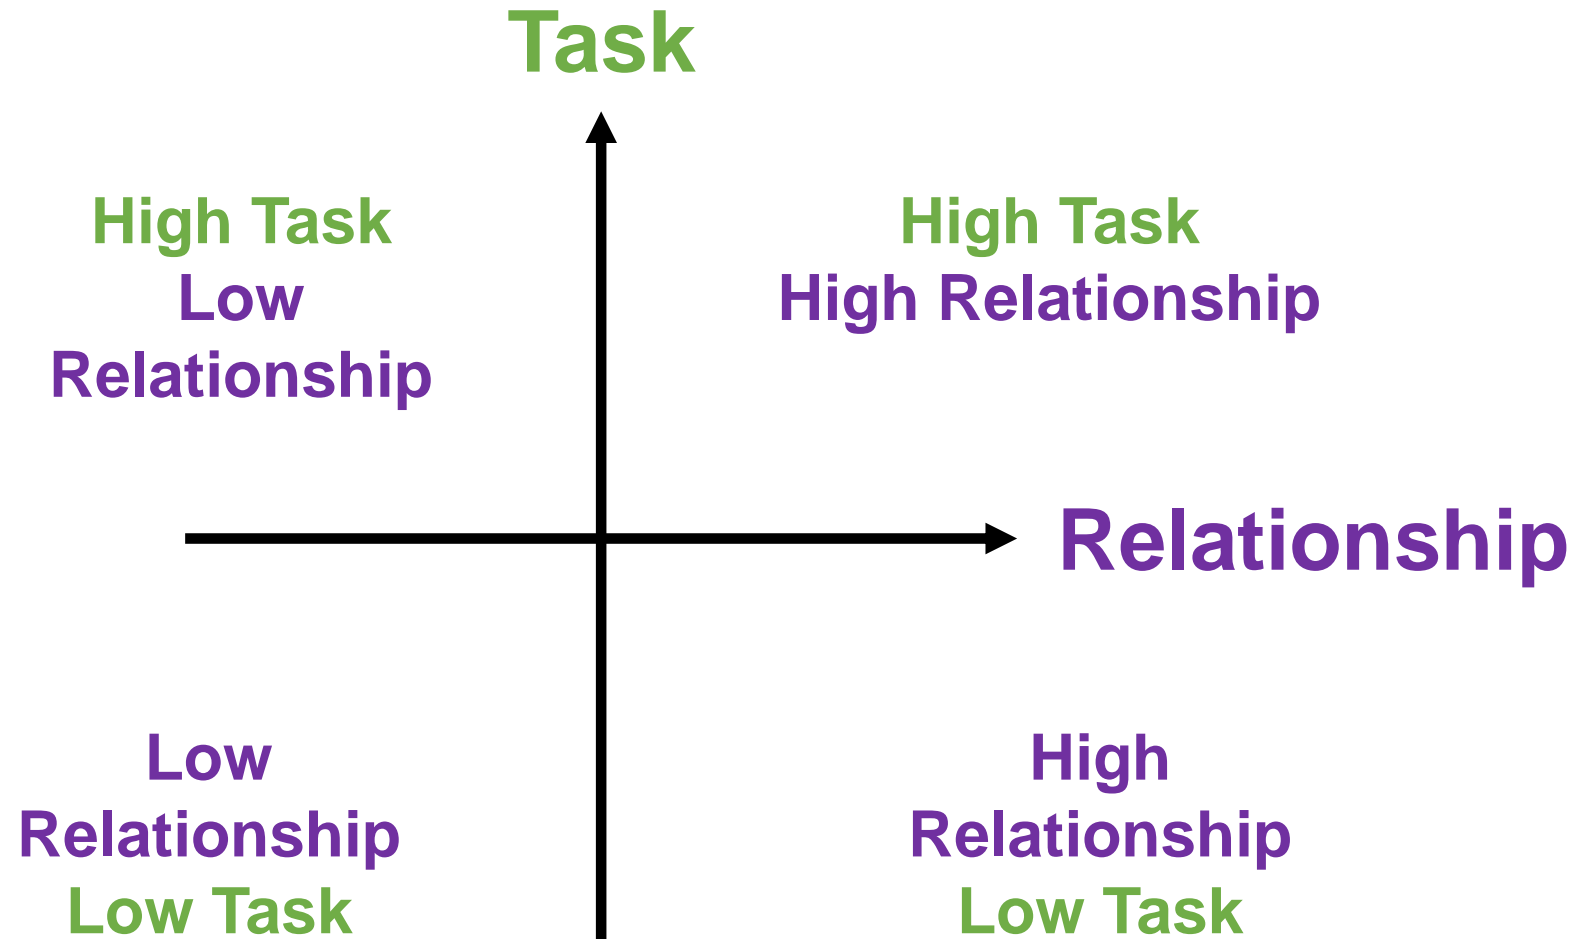 Task
High Task
Low
Relationship
High Task
High Relationship
Relationship
Low
Relationship
Low Task
High
Relationship
Low Task